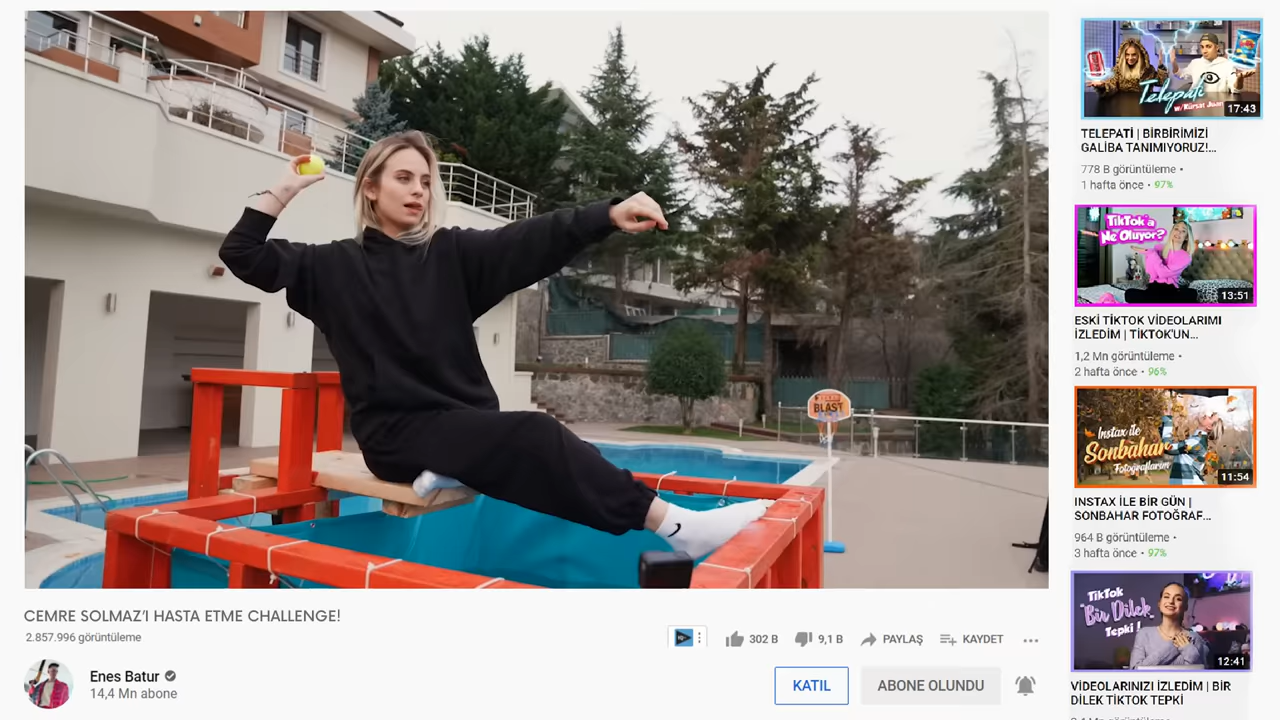 BLAST
CEMRE SOLMAZ'I HASTA ETME CHALLENGE!
2.857.996 görüntüleme
302 B
9,1 B
PAYLAŞ
KAYDET
Enes Batur
14,4 Mn abone
KATIL
ABONE OLUNDU
Telepati
w/Kürsat Juan
17:43
TELEPATİ | BİRBİRİMİZİ
GALİBA TANIMIYORUZ!...
778 B görüntüleme •
1 hafta önce • 97%
TikTok'a
Ne Oluyor?
13:51
ESKİ TİKTOK VİDEOLARIMI
İZLEDİM | TİKTOK'UN...
1,2 Mn görüntüleme •
2 hafta önce • 96%
Instax ile
Sonbahar
Fotoğraflarım
11:54
INSTAX İLE BİR GÜN |
SONBAHAR FOTOĞRAF...
964 B görüntüleme •
3 hafta önce • 97%
TikTok
"Bir Dilek"
Tepki!
12:41
VİDEOLARINIZI İZLEDİM | BİR
DİLEK TİKTOK TEPKİ